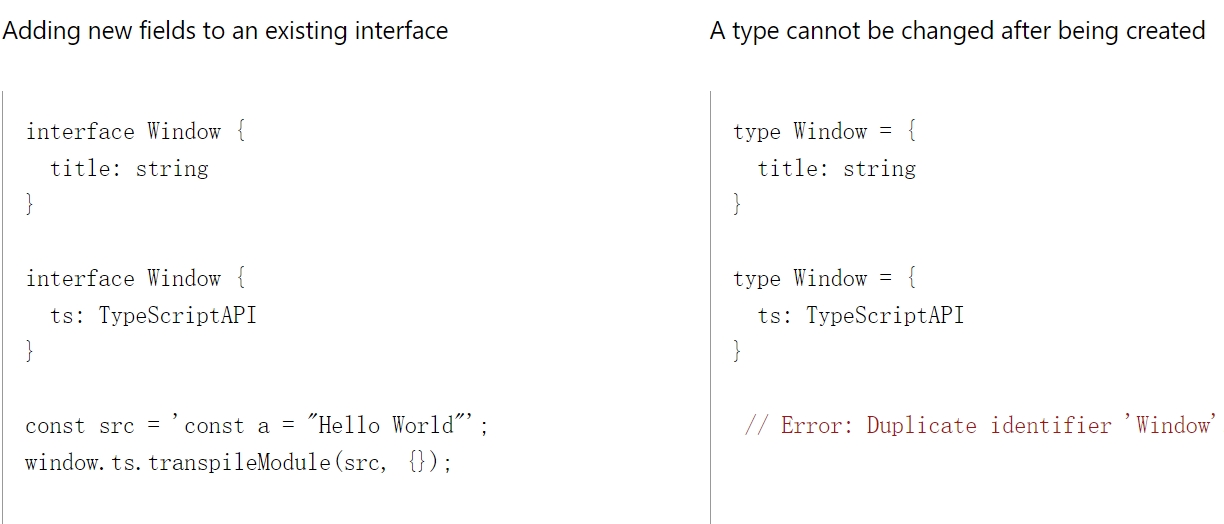 Adding new fields to an existing interface
interface Window {
  title: string
}
interface Window {
  ts: TypeScriptAPI
}
const src = 'const a = "Hello World"';
window.ts.transpileModule(src, {});
A type cannot be changed after being created
type Window = {
  title: string
}
type Window = {
  ts: TypeScriptAPI
}
// Error: Duplicate identifier 'Window'